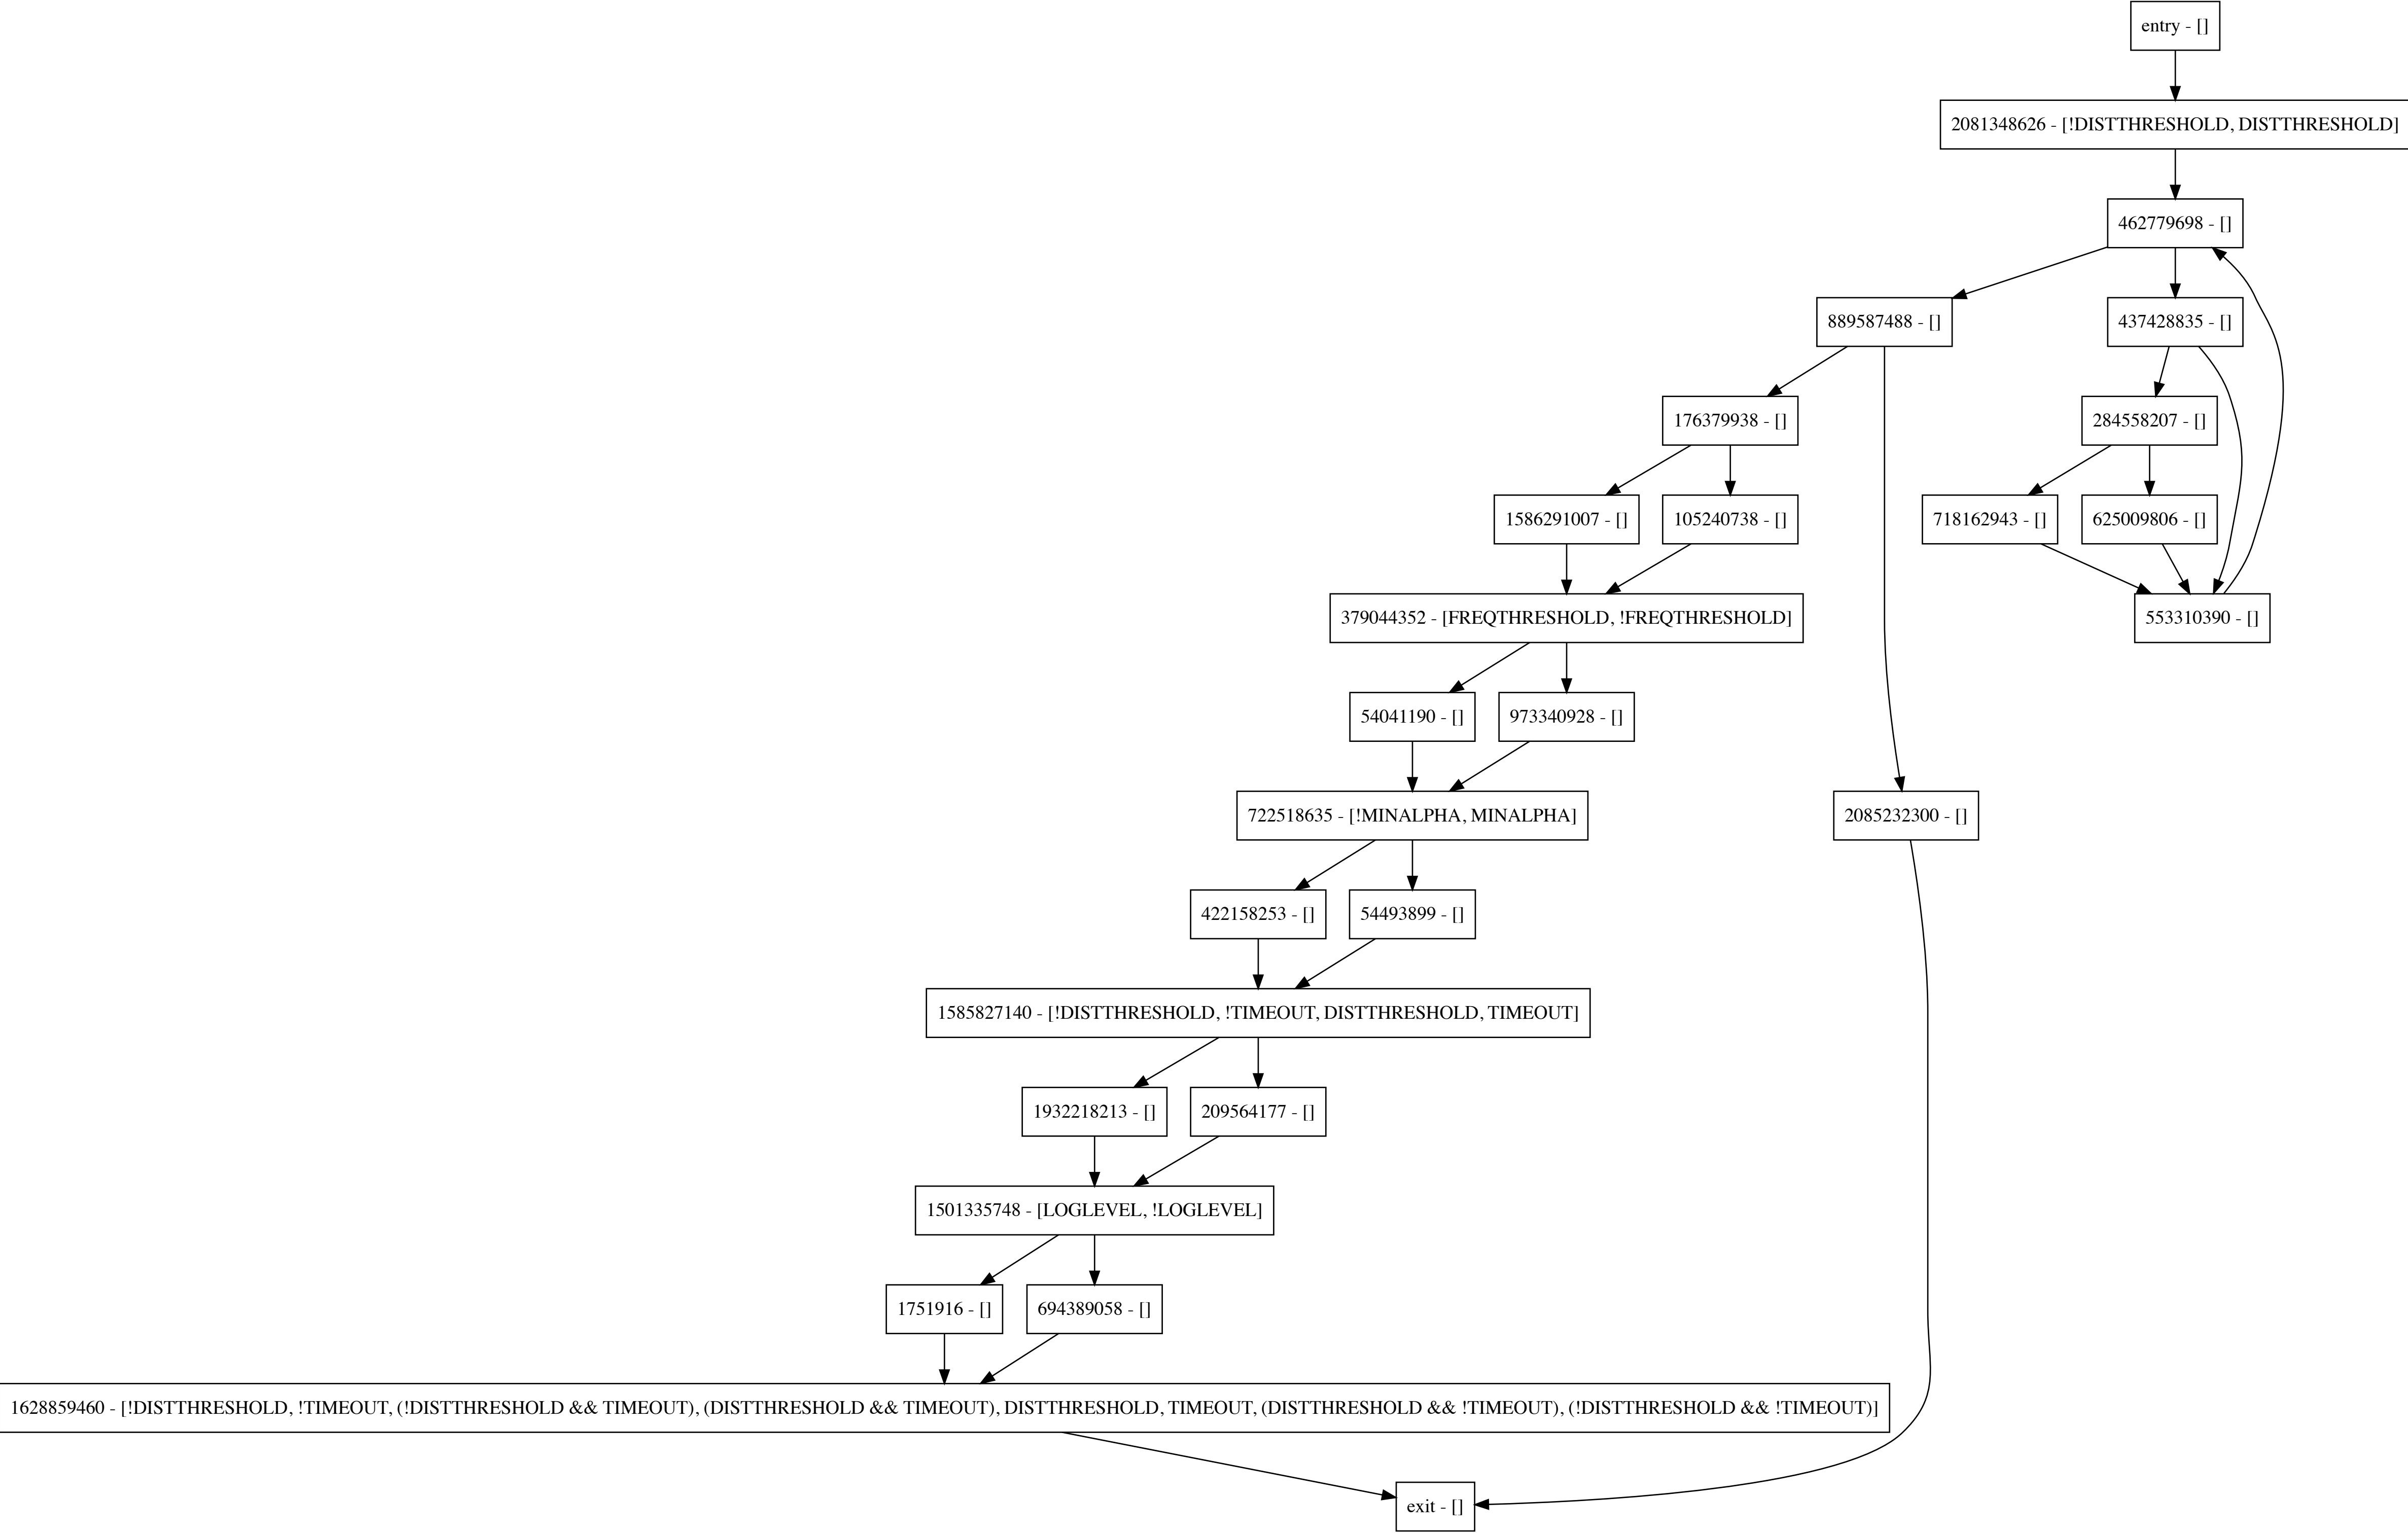 entry - []
2081348626 - [!DISTTHRESHOLD, DISTTHRESHOLD]
462779698 - []
889587488 - []
437428835 - []
176379938 - []
284558207 - []
1586291007 - []
105240738 - []
718162943 - []
625009806 - []
379044352 - [FREQTHRESHOLD, !FREQTHRESHOLD]
553310390 - []
54041190 - []
973340928 - []
722518635 - [!MINALPHA, MINALPHA]
2085232300 - []
422158253 - []
54493899 - []
1585827140 - [!DISTTHRESHOLD, !TIMEOUT, DISTTHRESHOLD, TIMEOUT]
1932218213 - []
209564177 - []
1501335748 - [LOGLEVEL, !LOGLEVEL]
1751916 - []
694389058 - []
1628859460 - [!DISTTHRESHOLD, !TIMEOUT, (!DISTTHRESHOLD && TIMEOUT), (DISTTHRESHOLD && TIMEOUT), DISTTHRESHOLD, TIMEOUT, (DISTTHRESHOLD && !TIMEOUT), (!DISTTHRESHOLD && !TIMEOUT)]
exit - []